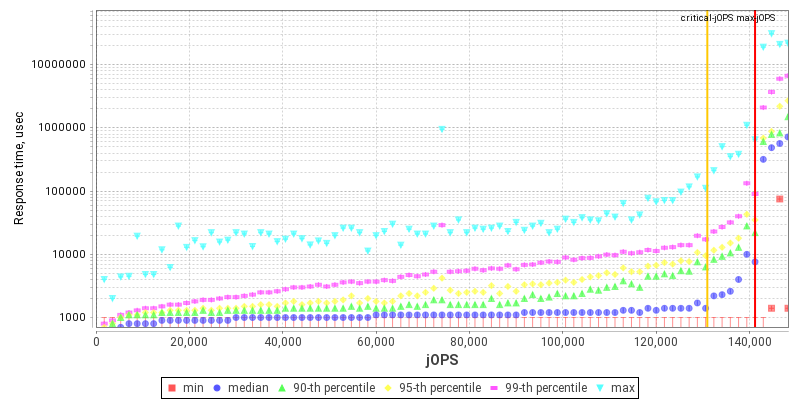 critical-jOPS max-jOPS
10000000
1000000
100000
10000
1000
Response time, usec
0 20,000 40,000 60,000 80,000 100,000 120,000 140,000
jOPS
min median 90-th percentile 95-th percentile 99-th percentile max